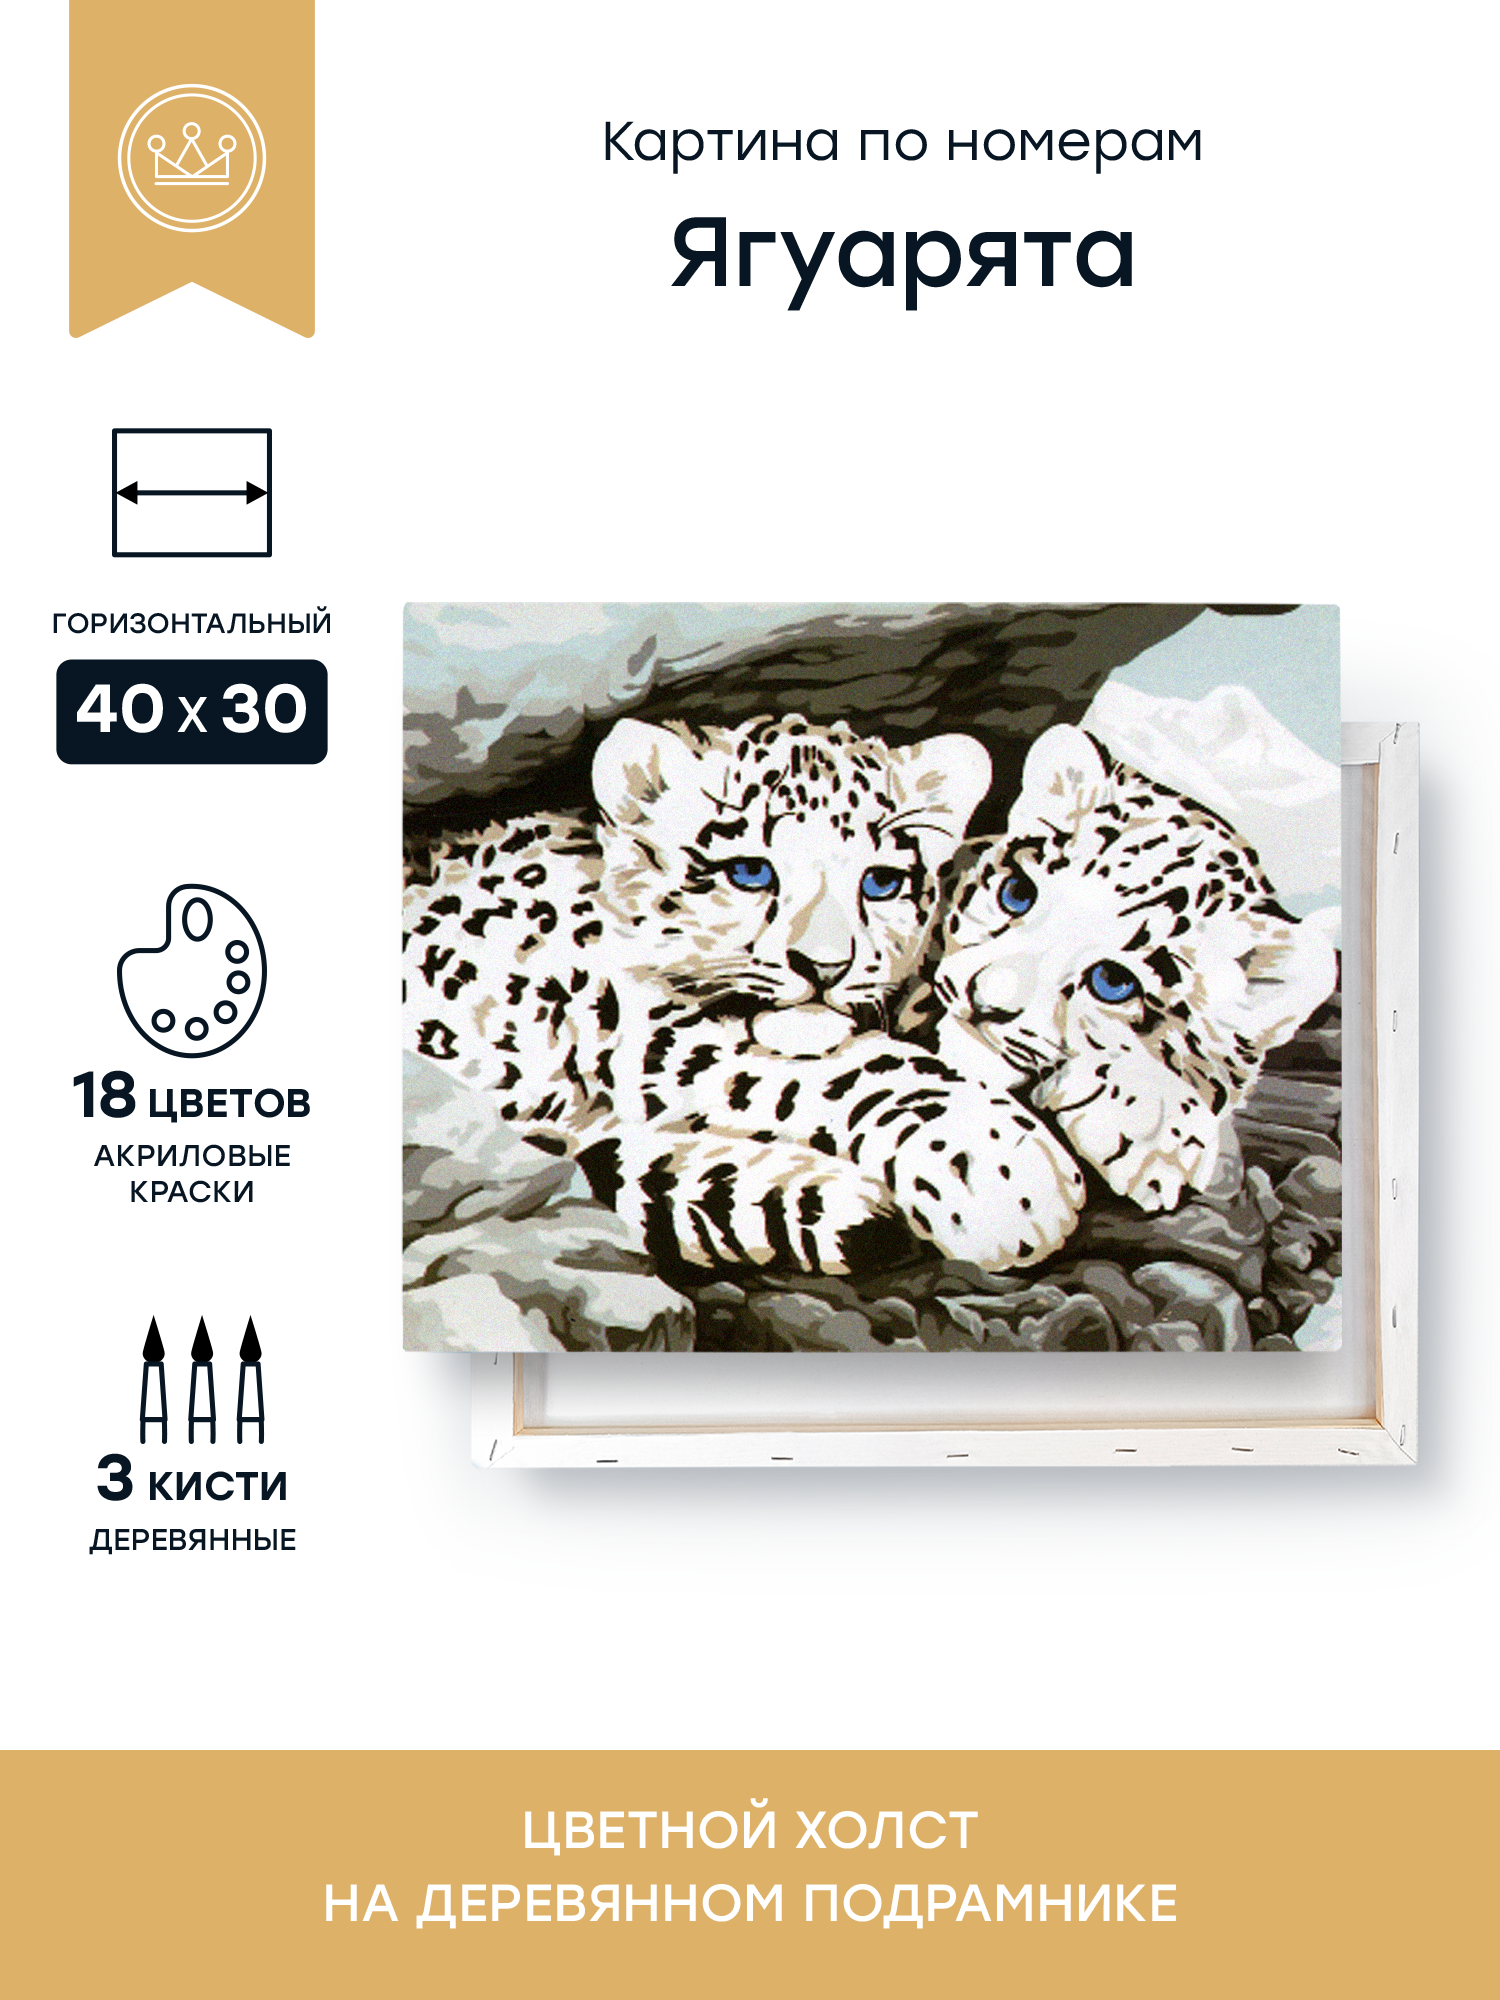 Картина по номерам
Ягуарята
ГОРИЗОНТАЛЬНЫЙ
40 X 30
18 ЦВЕТОВ
АКРИЛОВЫЕ
КРАСКИ
3 КИСТИ
ДЕРЕВЯННЫЕ
ЦВЕТНОЙ ХОЛСТ
НА ДЕРЕВЯННОМ ПОДРАМНИКЕ